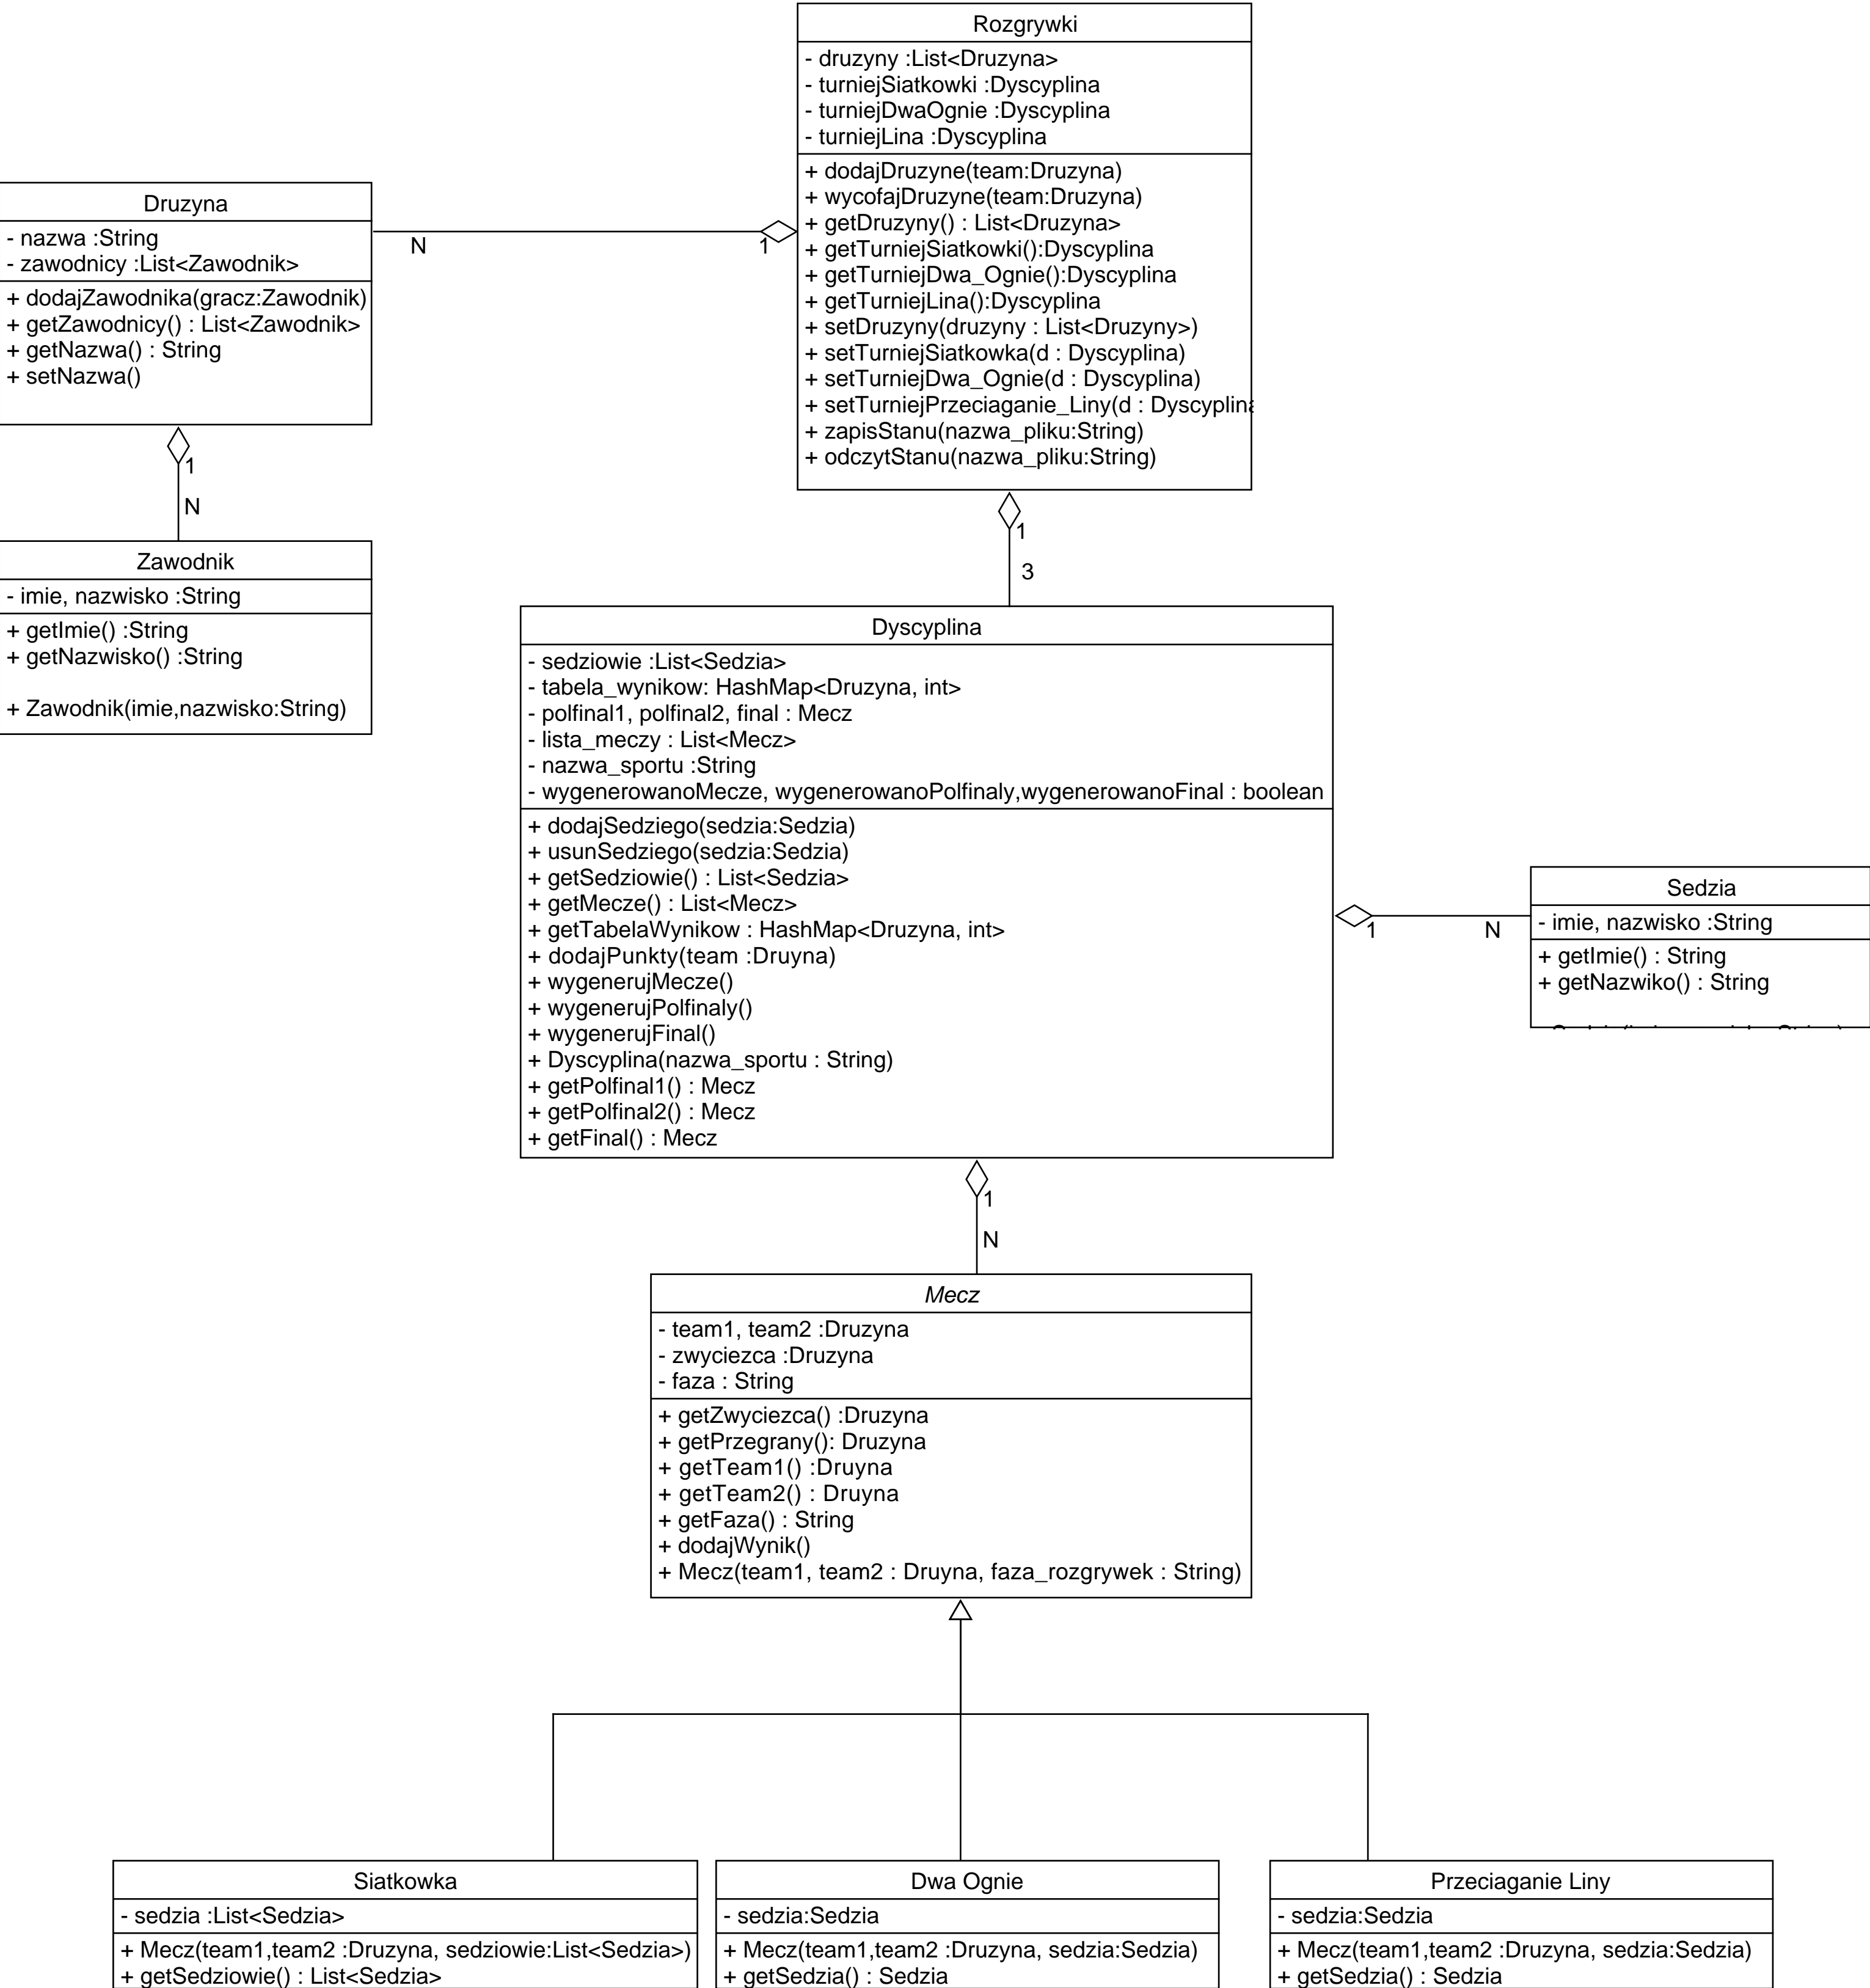 Rozgrywki
- druzyny :List<Druzyna>
- turniejSiatkowki :Dyscyplina
- turniejDwaOgnie :Dyscyplina
- turniejLina :Dyscyplina
+ dodajDruzyne(team:Druzyna)
+ wycofajDruzyne(team:Druzyna)
+ getDruzyny() : List<Druzyna>
+ getTurniejSiatkowki():Dyscyplina
+ getTurniejDwa_Ognie():Dyscyplina
+ getTurniejLina():Dyscyplina
+ setDruzyny(druzyny : List<Druzyny>)
+ setTurniejSiatkowka(d : Dyscyplina)
+ setTurniejDwa_Ognie(d : Dyscyplina)
+ setTurniejPrzeciaganie_Liny(d : Dyscyplina
+ zapisStanu(nazwa_pliku:String)
+ odczytStanu(nazwa_pliku:String)
Druzyna
- nazwa :String
- zawodnicy :List<Zawodnik>
+ dodajZawodnika(gracz:Zawodnik)
+ getZawodnicy() : List<Zawodnik>
+ getNazwa() : String
+ setNazwa()
N
1
1
N
Zawodnik
- imie, nazwisko :String
+ getImie() :String
+ getNazwisko() :String
+ Zawodnik(imie,nazwisko:String)
1
3
Dyscyplina
- sedziowie :List<Sedzia>
- tabela_wynikow: HashMap<Druzyna, int>
- polfinal1, polfinal2, final : Mecz
- lista_meczy : List<Mecz>
- nazwa_sportu :String
- wygenerowanoMecze, wygenerowanoPolfinaly,wygenerowanoFinal : boolean
+ dodajSedziego(sedzia:Sedzia)
+ usunSedziego(sedzia:Sedzia)
+ getSedziowie() : List<Sedzia>
+ getMecze() : List<Mecz>
+ getTabelaWynikow : HashMap<Druzyna, int>
+ dodajPunkty(team :Druyna)
+ wygenerujMecze()
+ wygenerujPolfinaly()
+ wygenerujFinal()
+ Dyscyplina(nazwa_sportu : String)
+ getPolfinal1() : Mecz
+ getPolfinal2() : Mecz
+ getFinal() : Mecz
1
N
Sedzia
- imie, nazwisko :String
+ getImie() : String
+ getNazwiko() : String
1
N
Mecz
- team1, team2 :Druzyna
- zwyciezca :Druzyna
- faza : String
+ getZwyciezca() :Druzyna
+ getPrzegrany(): Druzyna
+ getTeam1() :Druyna
+ getTeam2() : Druyna
+ getFaza() : String
+ dodajWynik()
+ Mecz(team1, team2 : Druyna, faza_rozgrywek : String)
Siatkowka
- sedzia :List<Sedzia>
+ Mecz(team1,team2 :Druzyna, sedziowie:List<Sedzia>)
+ getSedziowie() : List<Sedzia>
Dwa Ognie
- sedzia:Sedzia
+ Mecz(team1,team2 :Druzyna, sedzia:Sedzia)
+ getSedzia() : Sedzia
Przeciaganie Liny
- sedzia:Sedzia
+ Mecz(team1,team2 :Druzyna, sedzia:Sedzia)
+ getSedzia() : Sedzia